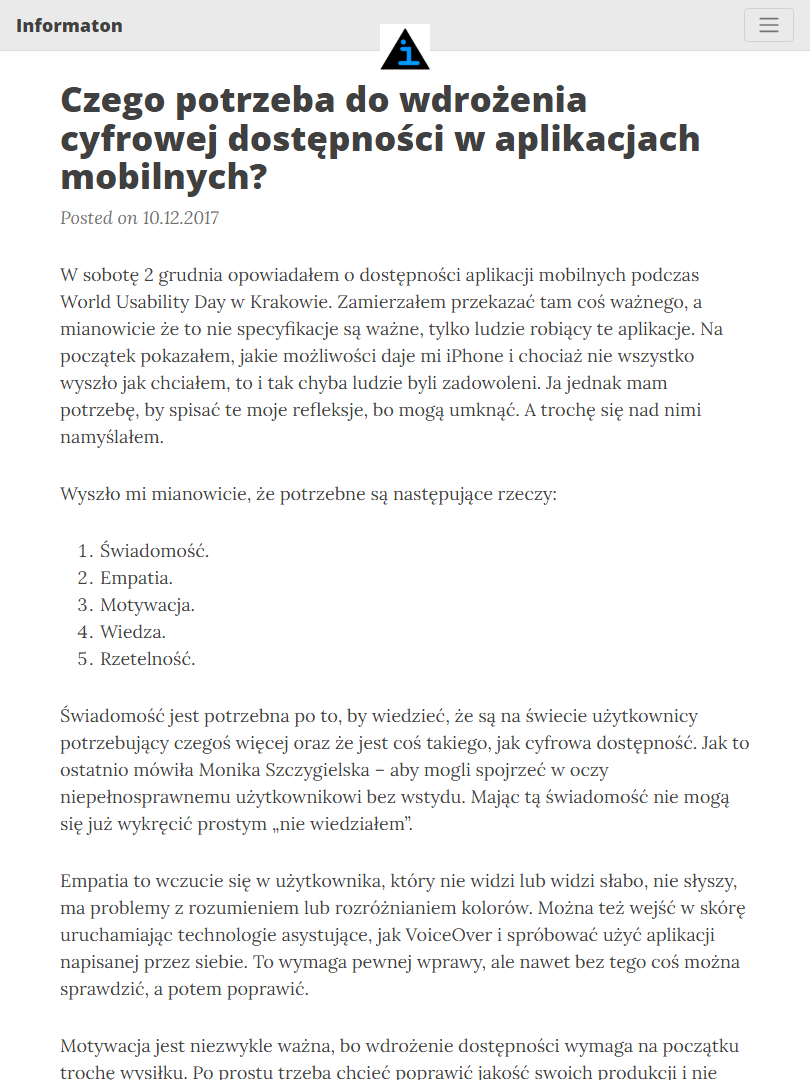 Informaton
i
Czego potrzeba do wdrożenia
cyfrowej dostępności w aplikacjach
mobilnych?
Posted on 10.12.2017
W sobotę 2 grudnia opowiadałem o dostępności aplikacji mobilnych podczas
World Usability Day w Krakowie. Zamierzałem przekazać tam coś ważnego, a
mianowicie że to nie specyfikacje są ważne, tylko ludzie robiący te aplikacje. Na
początek pokazałem, jakie możliwości daje mi iPhone i chociaż nie wszystko
wyszło jak chciałem, to i tak chyba ludzie byli zadowoleni. Ja jednak mam
potrzebę, by spisać te moje refleksje, bo mogą umknąć. A trochę się nad nimi
namyślałem.
Wyszło mi mianowicie, że potrzebne są następujące rzeczy:
1. Świadomość.
2. Empatia.
3. Motywacja.
4. Wiedza.
5. Rzetelność.
Świadomość jest potrzebna po to, by wiedzieć, że są na świecie użytkownicy
potrzebujący czegoś więcej oraz że jest coś takiego, jak cyfrowa dostępność. Jak to
ostatnio mówiła Monika Szczygielska – aby mogli spojrzeć w oczy
niepełnosprawnemu użytkownikowi bez wstydu. Mając tą świadomość nie mogą
się już wykręcić prostym „nie wiedziałem”.
Empatia to wczucie się w użytkownika, który nie widzi lub widzi słabo, nie słyszy,
ma problemy z rozumieniem lub rozróżnianiem kolorów. Można też wejść w skórę
uruchamiając technologie asystujące, jak VoiceOver i spróbować użyć aplikacji
napisanej przez siebie. To wymaga pewnej wprawy, ale nawet bez tego coś można
sprawdzić, a potem poprawić.
Motywacja jest niezwykle ważna, bo wdrożenie dostępności wymaga na początku
trochę wysiłku. Po prostu trzeba chcieć poprawić jakość swoich produkcji i nie